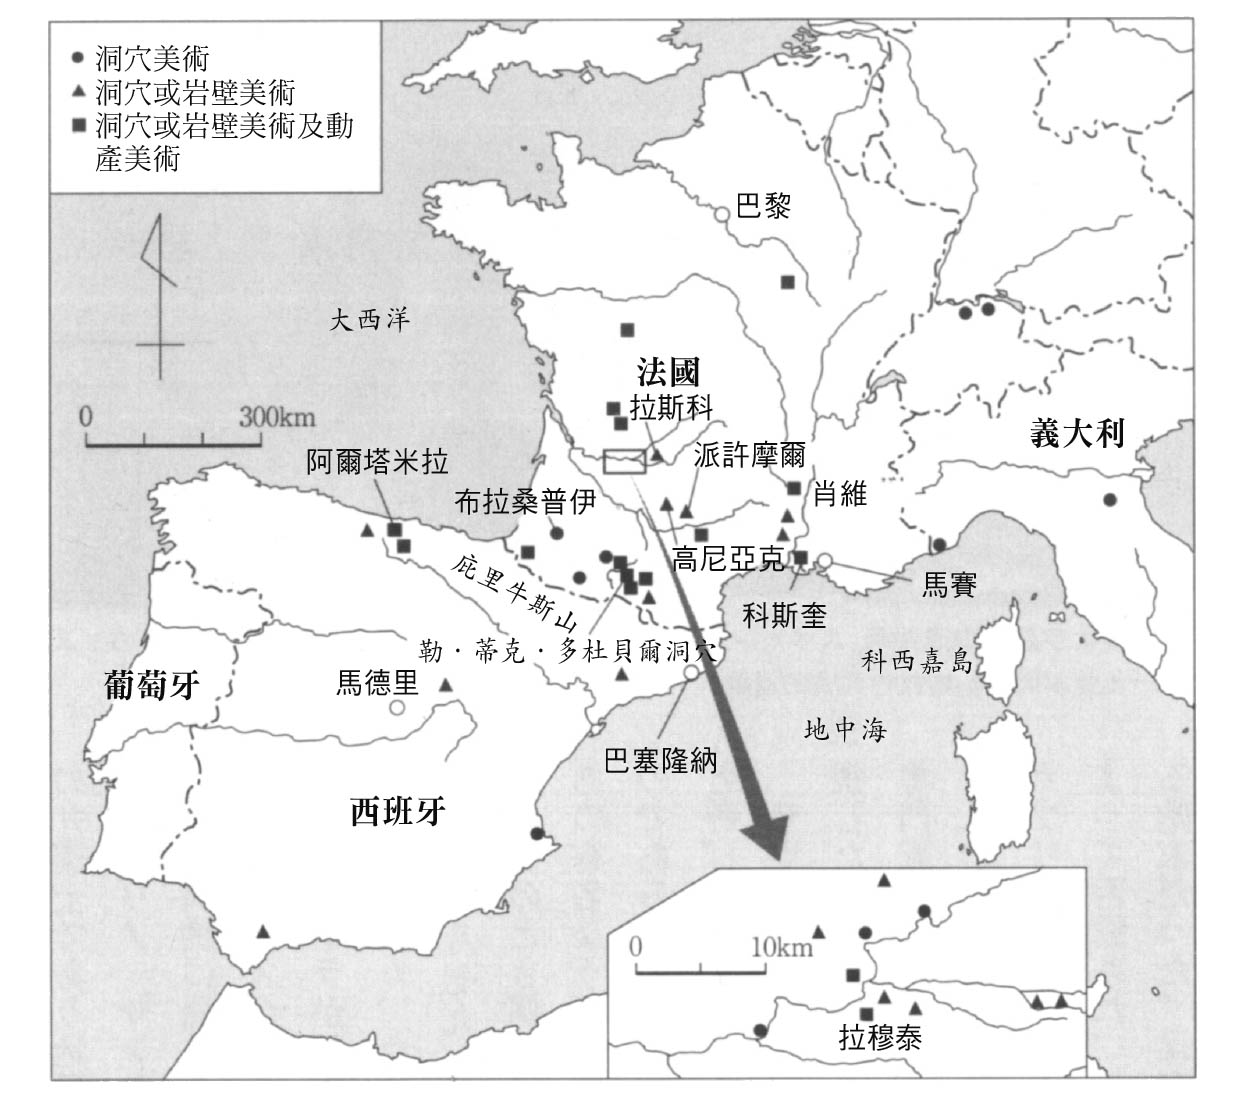 洞穴美術
洞穴或岩壁美術
洞穴或岩壁美術及動
產美術
巴黎
大西洋
法國
拉斯科
0 300km
義大利
阿爾塔米拉
派許摩爾
布拉桑普伊
肖維
高尼亞克
庇里牛斯山
馬賽
科斯奎
勒・蒂克・多杜貝爾洞穴
科西嘉島
葡萄牙
馬德里
地中海
巴塞隆納
西班牙
0 10km
拉穆泰